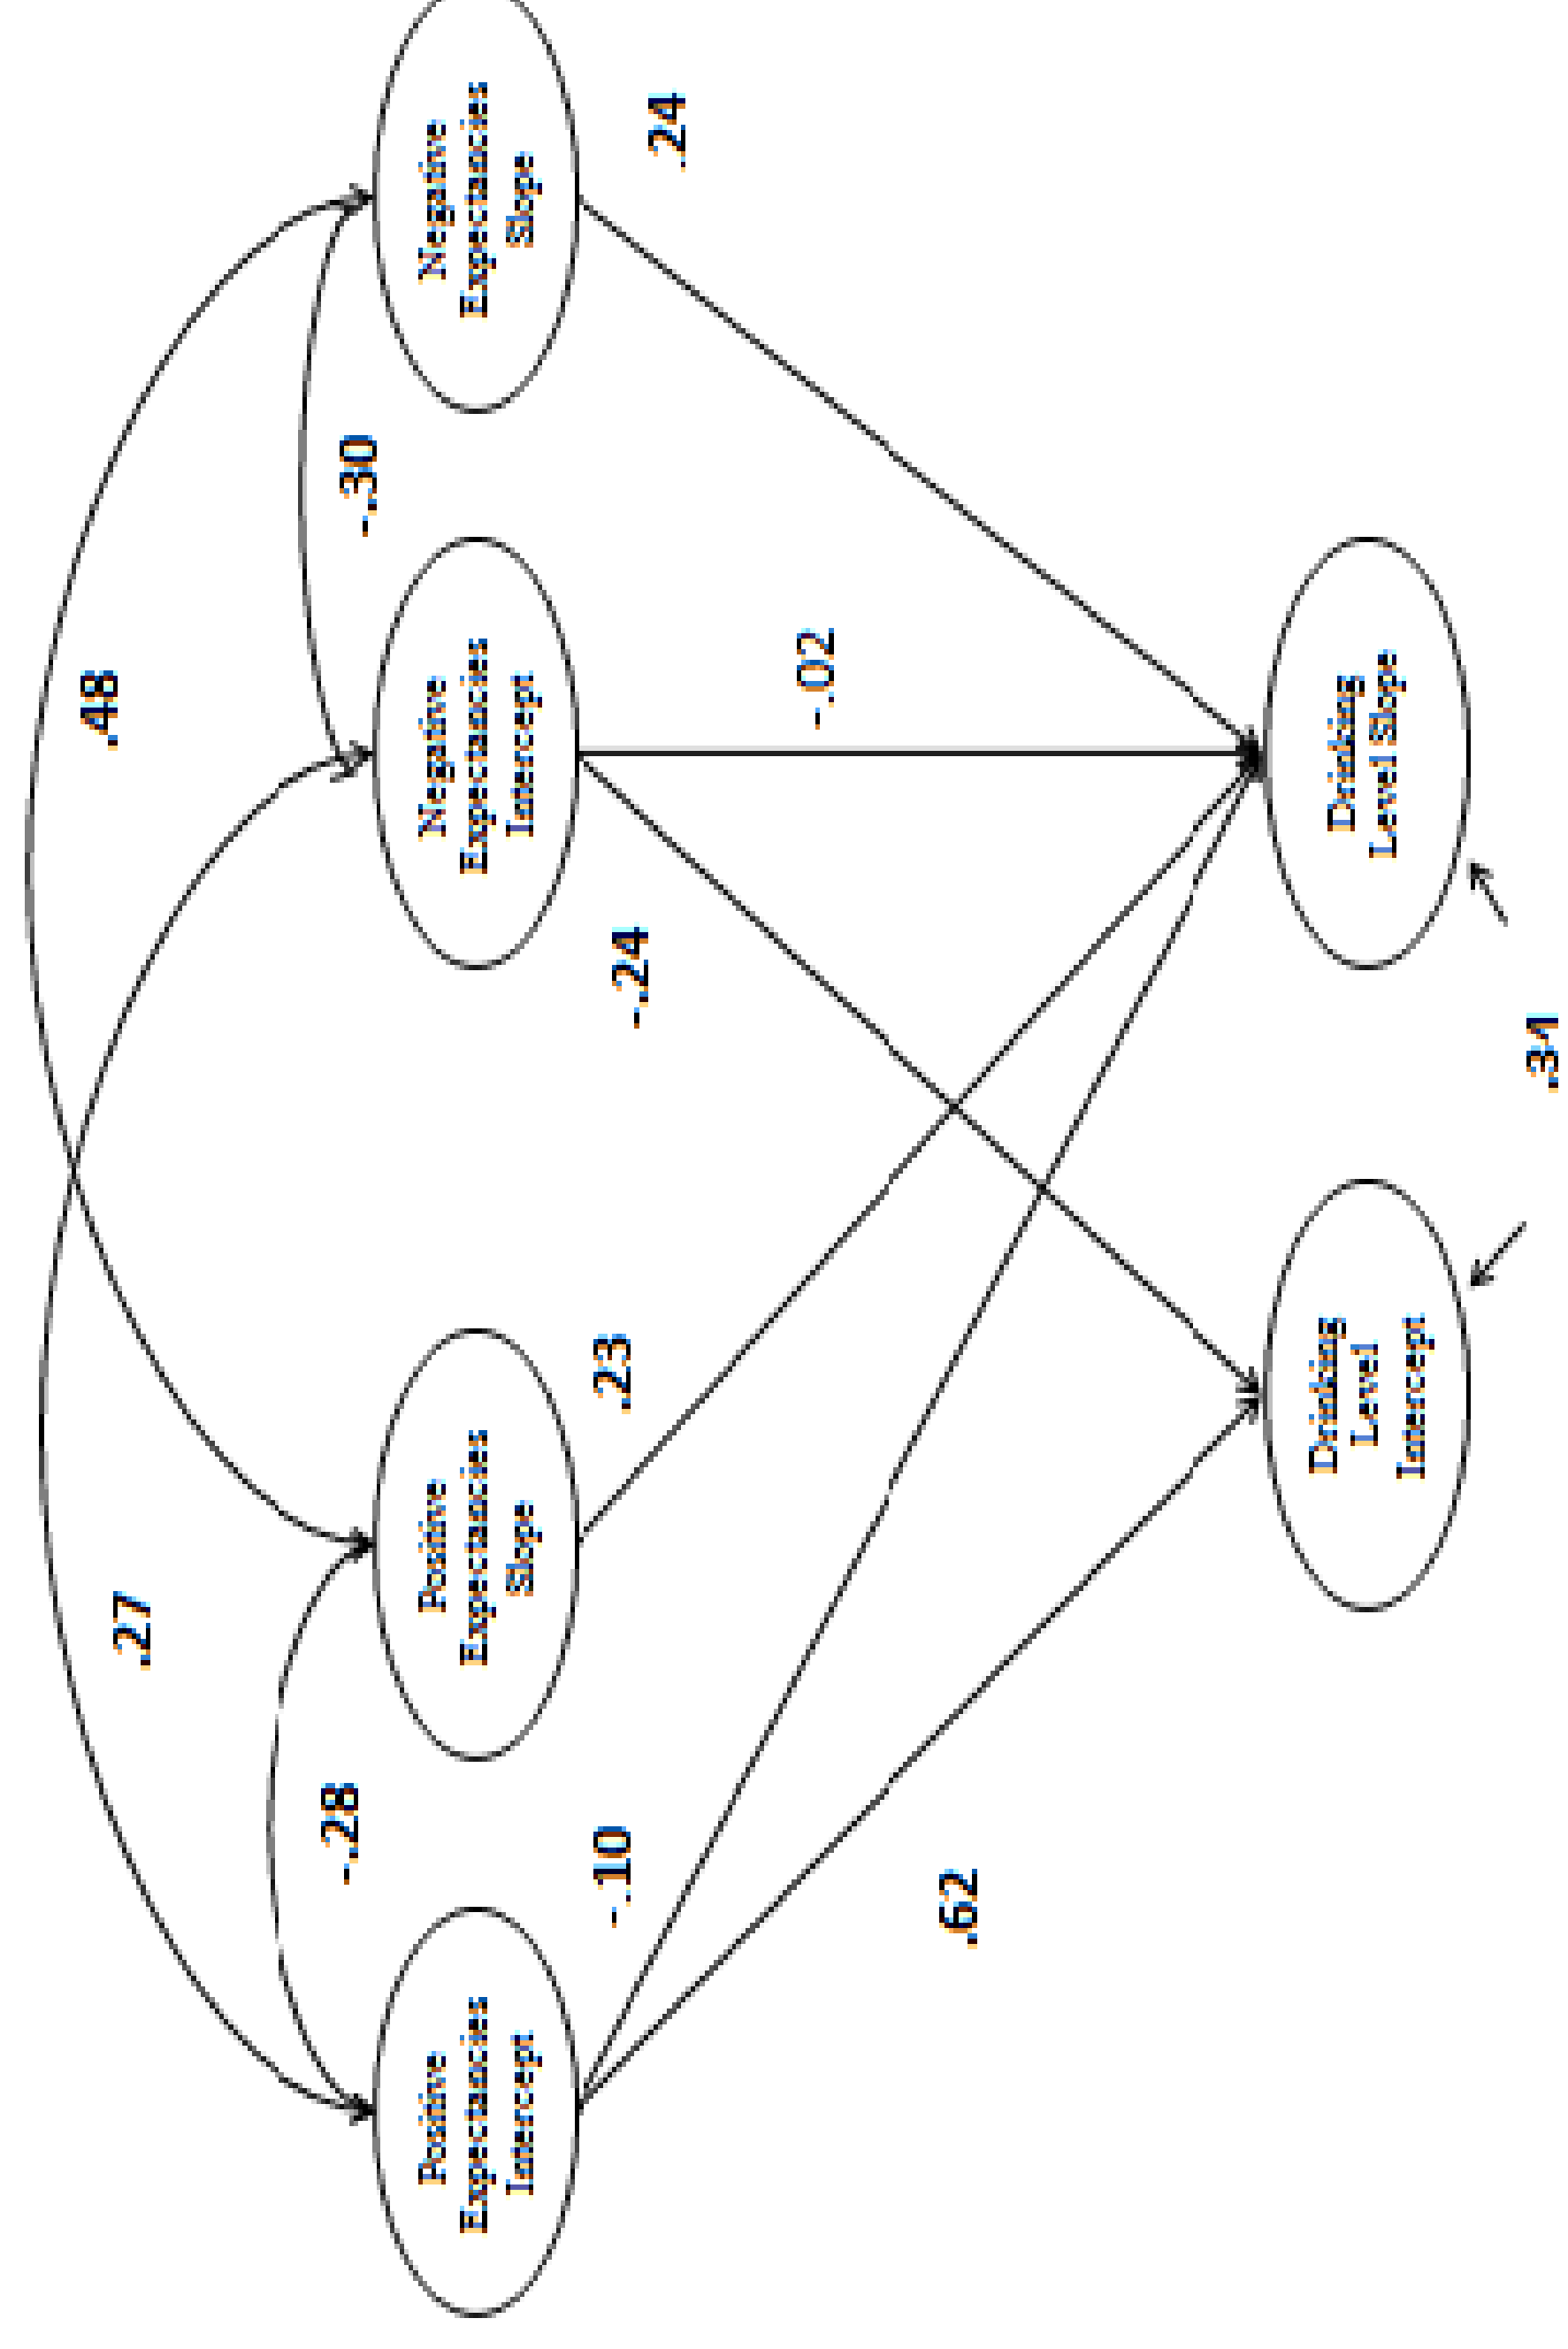 .27
.48
-.28
-.30
Positive
Expectancies
Intercept
Positive
Expectancies
Slope
Negative
Expectancies
Intercept
Negative
Expectancies
Slope
-.10
.23
-.24
.24
.62
-.02
Drinking
Level
Intercept
Drinking
Level Slope
.31